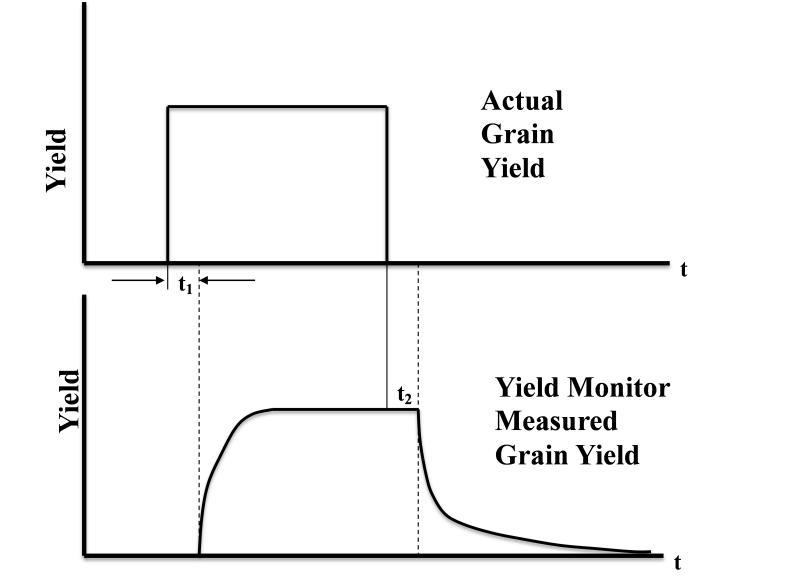 Yield
Actual
Grain
Yield
t
t₁
Yield
t₂
Yield Monitor
Measured
Grain Yield
t